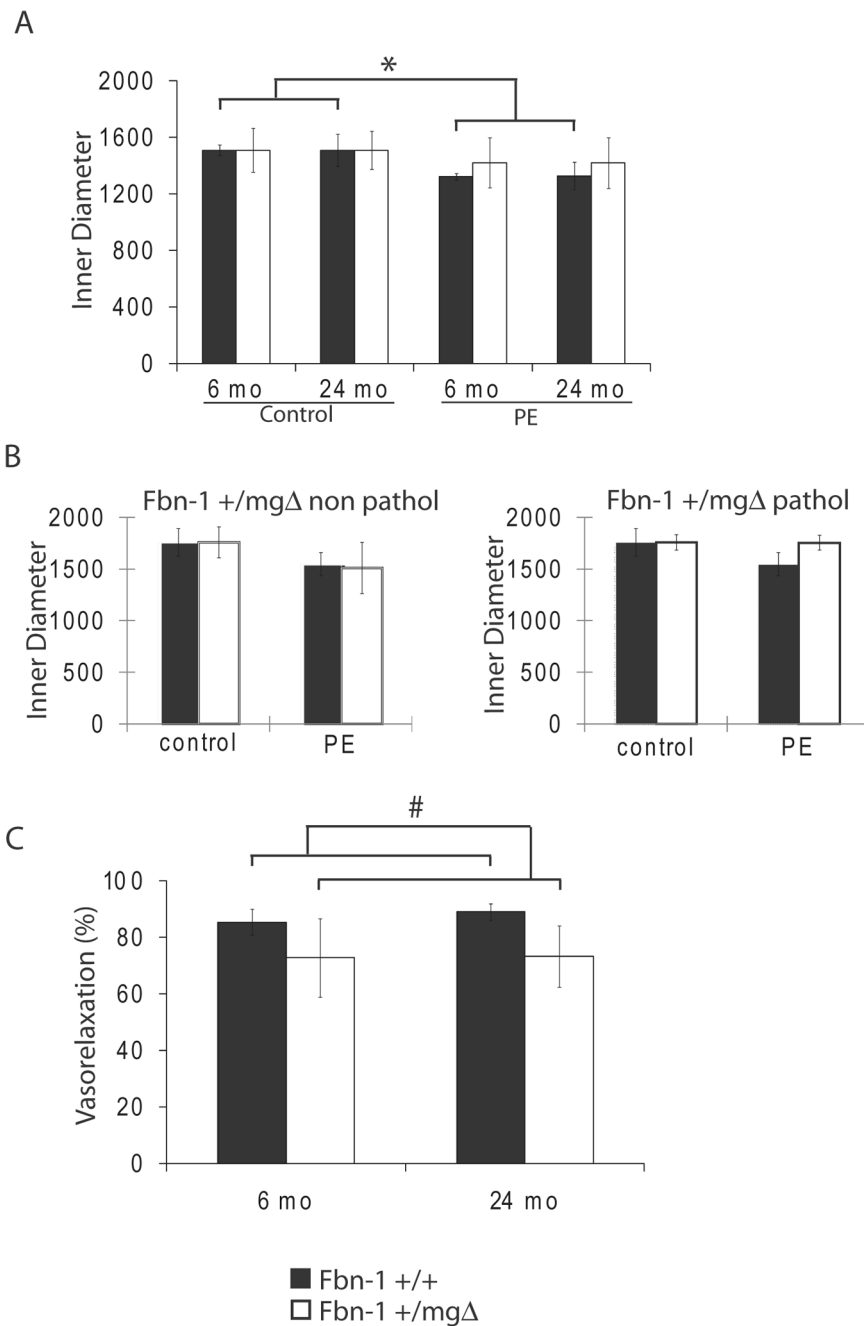 A
*
2000
1600
1200
800
400
0
Inner Diameter
6 mo 24 mo 6 mo 24 mo
Control PE
B
Fbn-1 +/mgΔ non pathol
2000
1500
1000
500
0
Inner Diameter
control PE
Fbn-1 +/mgΔ pathol
2000
1500
1000
500
0
Inner Diameter
control PE
C
#
100
80
60
40
20
0
Vasorelaxation (%)
6 mo 24 mo
Fbn-1 +/+
Fbn-1 +/mgΔ